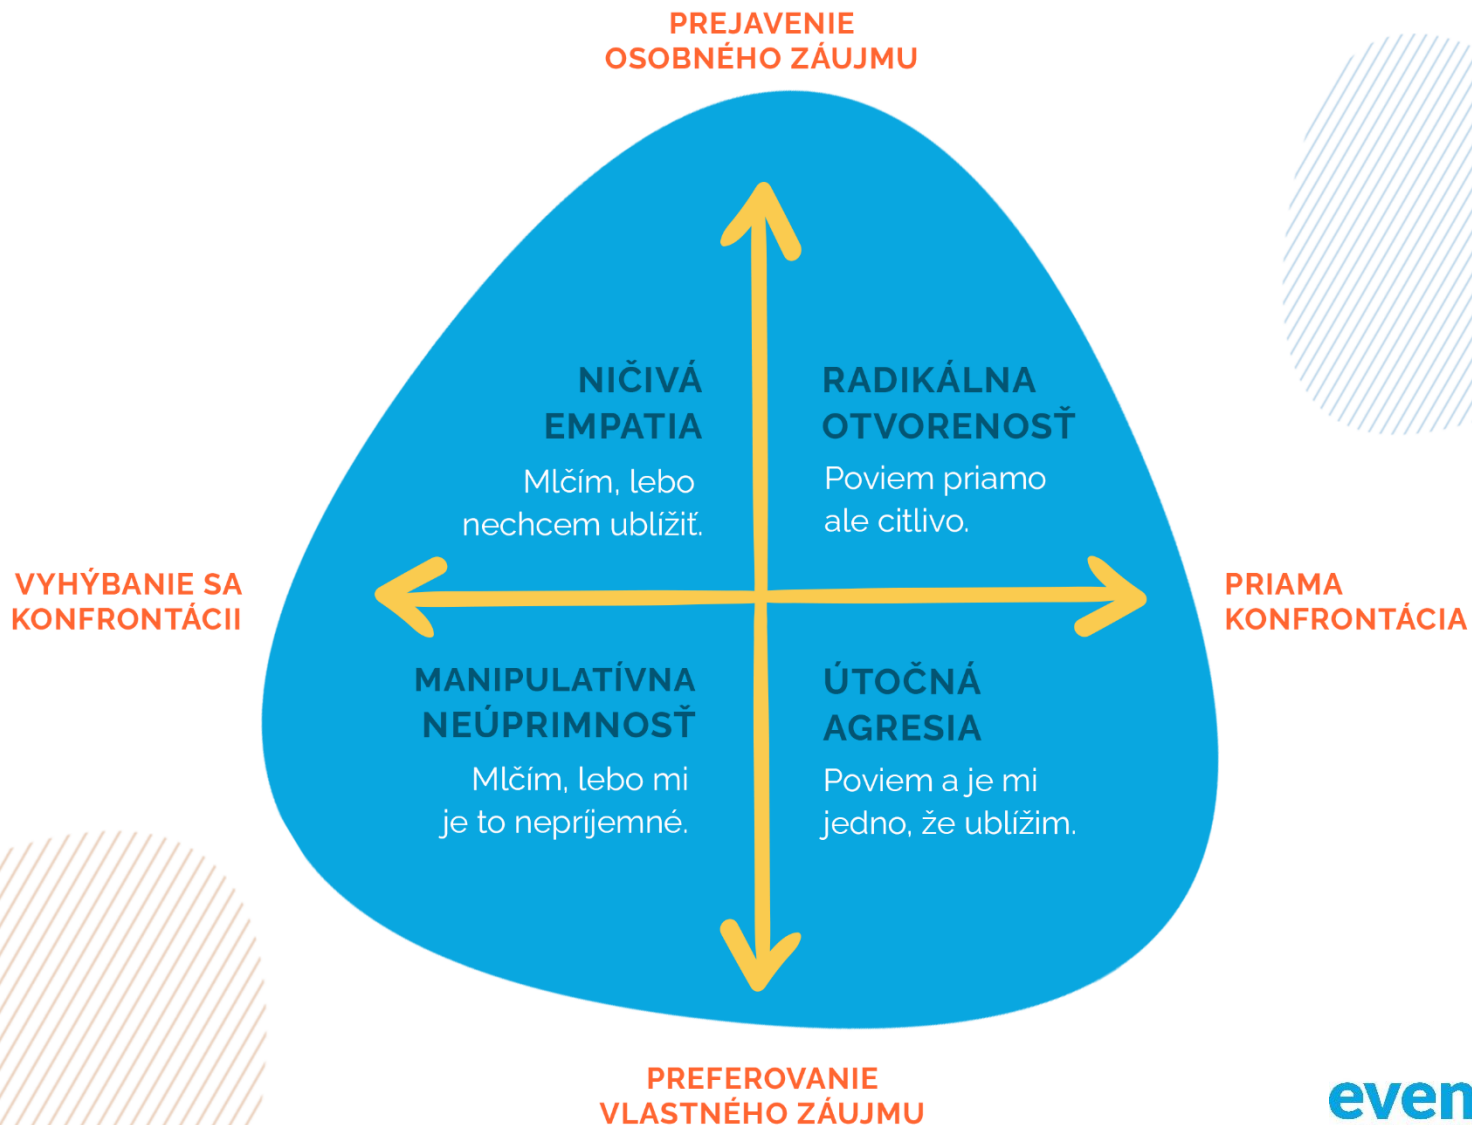 PREJAVENIE
OSOBNÉHO ZÁUJMU
NIČIVÁ
EMPATIA
Mlčím, lebo
nechcem ublížiť.
RADIKÁLNA
OTVORENOSŤ
Poviem priamo
ale citlivo.
VYHÝBANIE SA
KONFRONTÁCII
PRIAMA
KONFRONTÁCIA
MANIPULATÍVNA
NEÚPRIMNOSŤ
Mlčím, lebo mi
je to nepríjemné.
ÚTOČNÁ
AGRESIA
Poviem a je mi
jedno, že ublížim.
PREFEROVANIE
VLASTNÉHO ZÁUJMU
even